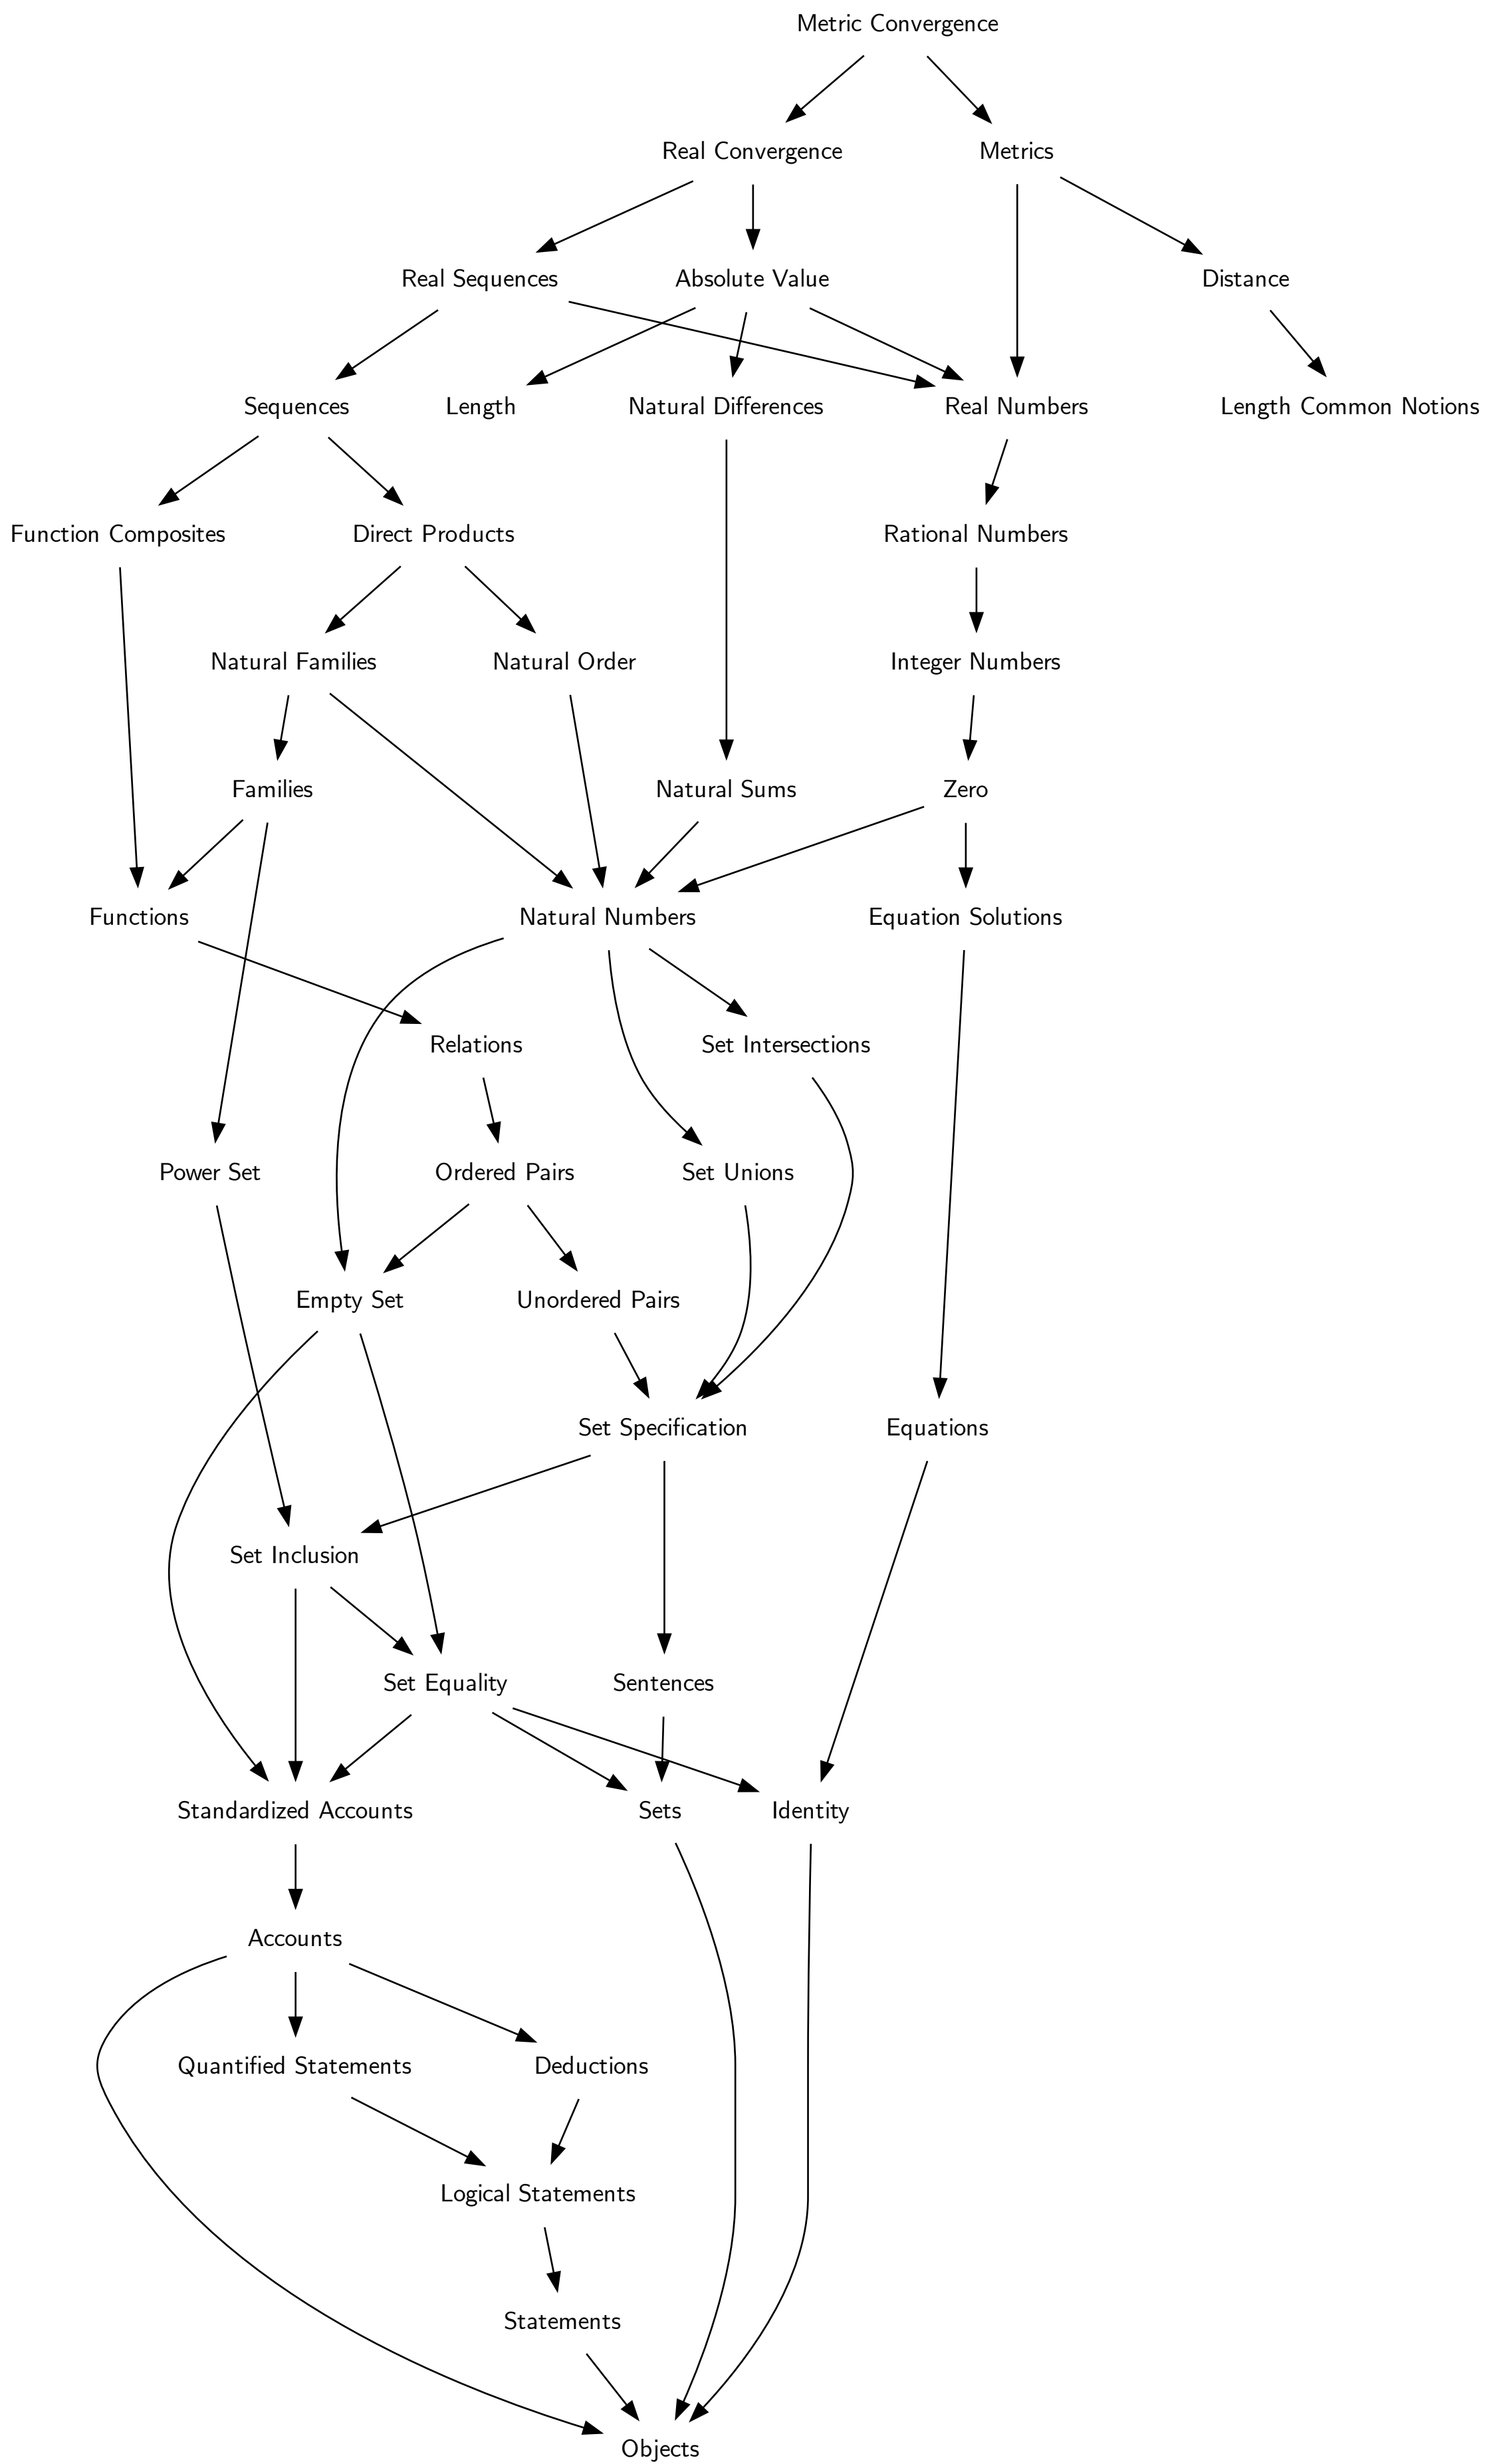 Metric Convergence
Real Convergence
Metrics
Real Sequences
Absolute Value
Distance
Sequences
Length
Natural Differences
Real Numbers
Length Common Notions
Function Composites
Direct Products
Rational Numbers
Natural Families
Natural Order
Integer Numbers
Families
Natural Sums
Zero
Functions
Natural Numbers
Equation Solutions
Relations
Set Intersections
Power Set
Ordered Pairs
Set Unions
Empty Set
Unordered Pairs
Set Specification
Equations
Set Inclusion
Set Equality
Sentences
Standardized Accounts
Sets
Identity
Accounts
Quantified Statements
Deductions
Logical Statements
Statements
Objects